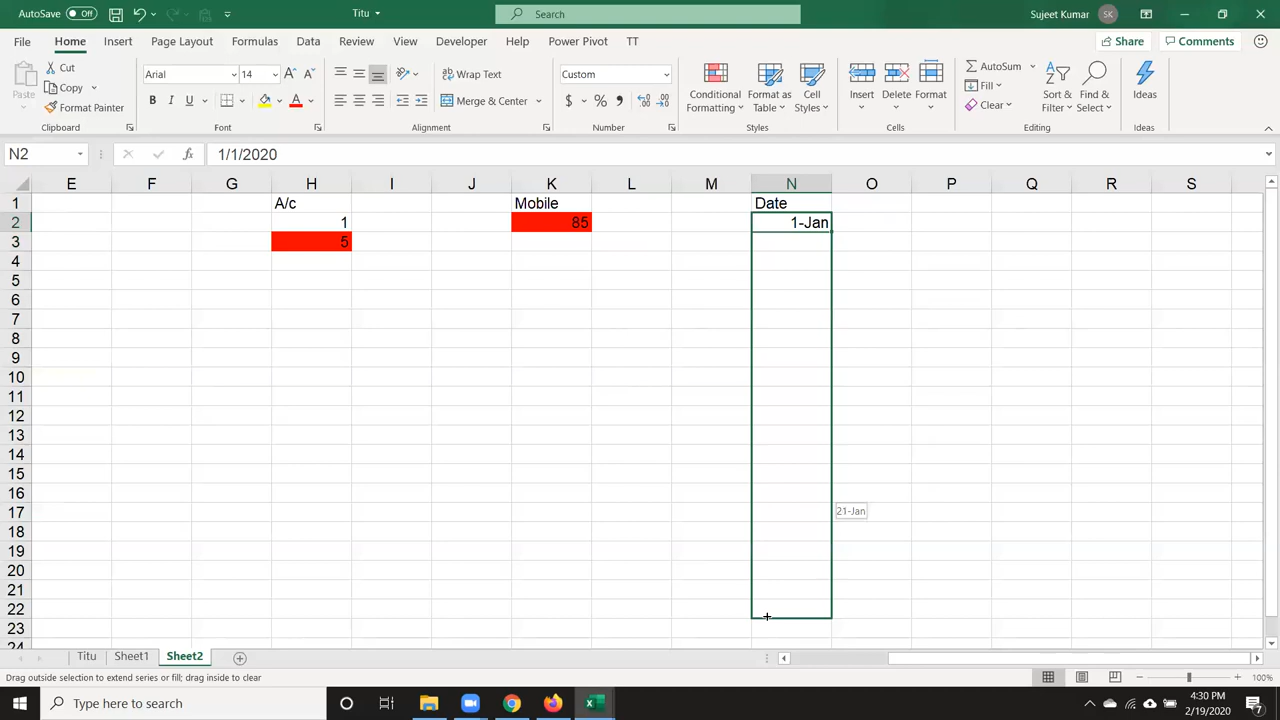 AutoSave Off Titu Search Sujeet Kumar SK
File Home Insert Page Layout Formulas Data Review View Developer Help Power Pivot TT Share Comments
Paste Cut Copy Format Painter Clipboard
Arial 14 A A B I U A Font
Wrap Text Merge & Center Alignment
Custom $ % , Number
Conditional Formatting Format as Table Cell Styles Styles
Insert Delete Format Cells
AutoSum Fill Clear Sort & Filter Find & Select Editing
Ideas Ideas
N2 fx 1/1/2020
E F G H I J K L M N O P Q R S
1 A/c Mobile Date
2 1 85 1-Jan
3 5
4
5
6
7
8
9
10
11
12
13
14
15
16
17 21-Jan
18
19
20
21
22
23
24
Titu Sheet1 Sheet2
Drag outside selection to extend series or fill; drag inside to clear 100%
Type here to search 4:30 PM
2/19/2020